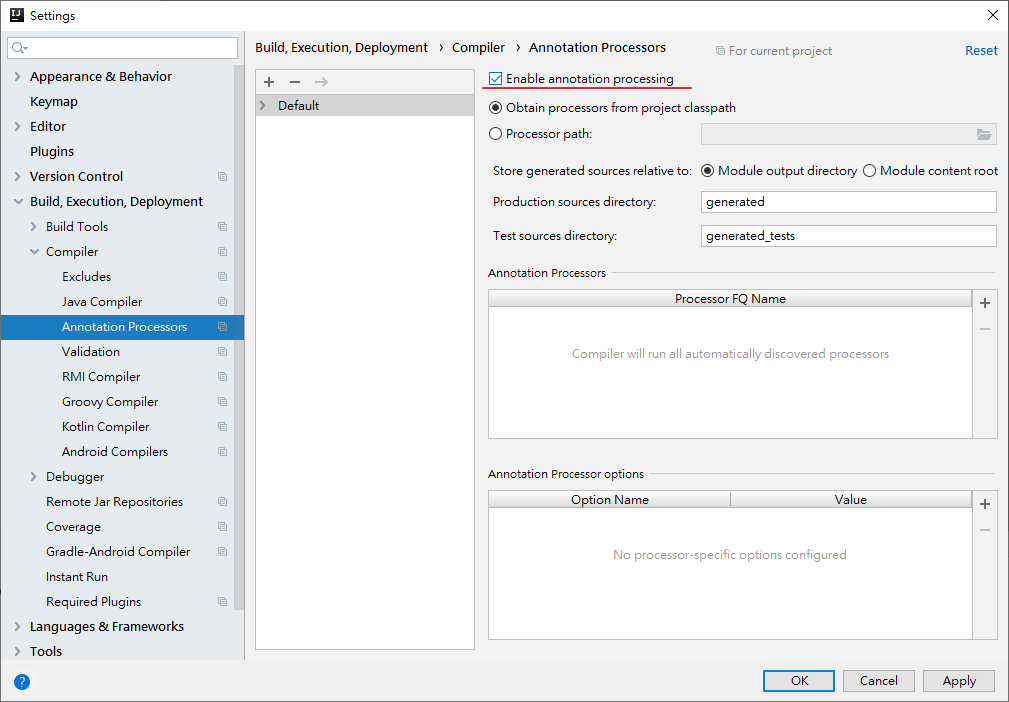 Settings
Build, Execution, Deployment › Compiler › Annotation Processors
For current project
Reset
Appearance & Behavior
Keymap
Editor
Plugins
Version Control
Build, Execution, Deployment
Build Tools
Compiler
Excludes
Java Compiler
Annotation Processors
Validation
RMI Compiler
Groovy Compiler
Kotlin Compiler
Android Compilers
Debugger
Remote Jar Repositories
Coverage
Gradle-Android Compiler
Instant Run
Required Plugins
Languages & Frameworks
Tools
Default
Enable annotation processing
Obtain processors from project classpath
Processor path:
Store generated sources relative to: Module output directory Module content root
Production sources directory: generated
Test sources directory: generated_tests
Annotation Processors
Processor FQ Name
Compiler will run all automatically discovered processors
Annotation Processor options
Option Name Value
No processor-specific options configured
?
OK Cancel Apply